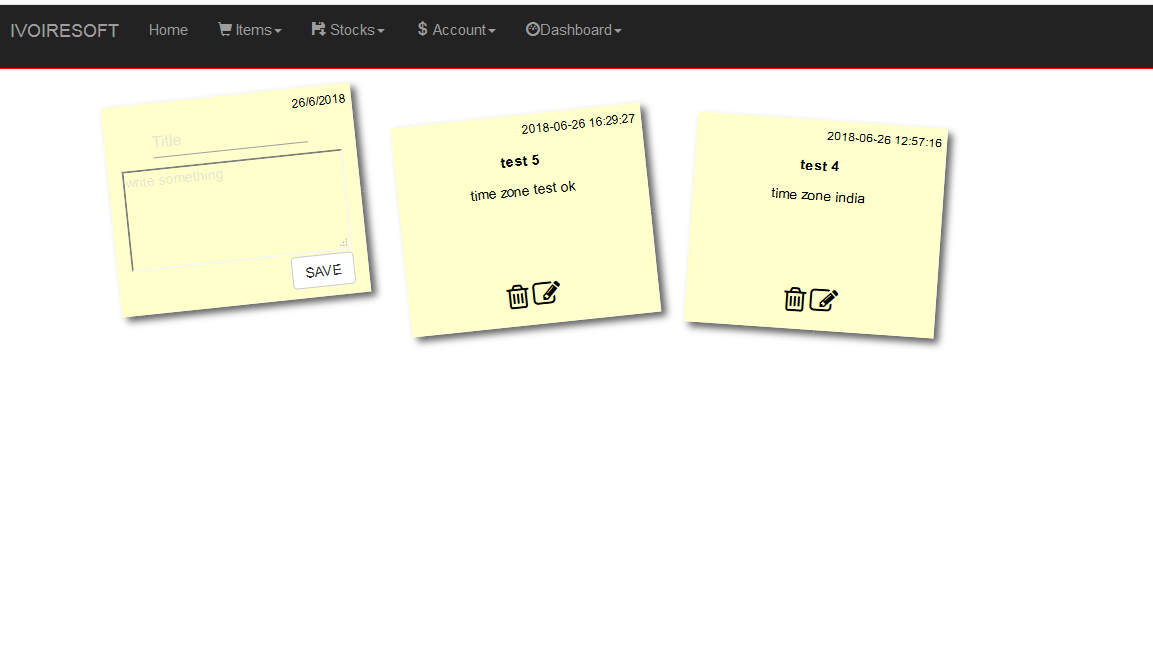 IVOIRESOFT Home Items Stocks $ Account Dashboard
26/6/2018
Title
write something
SAVE
2018-06-26 16:29:27
test 5
time zone test ok
2018-06-26 12:57:16
test 4
time zone india